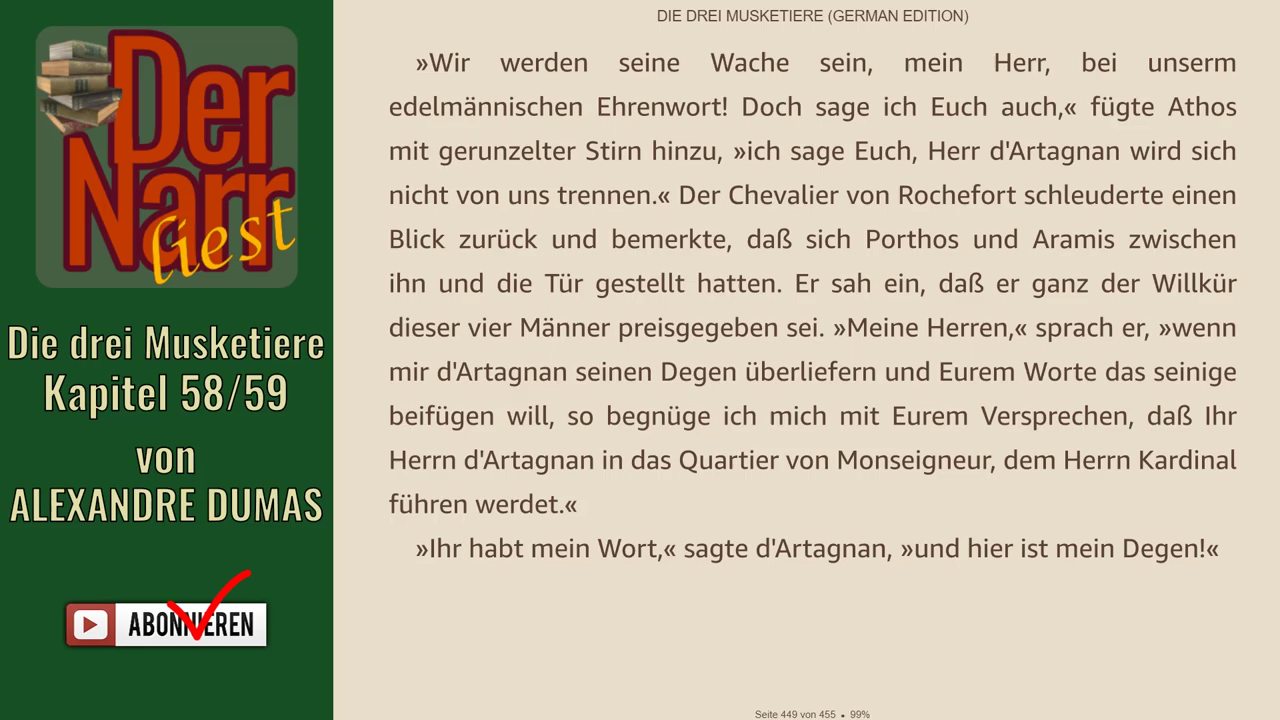 Der
Narr
liest
Die drei Musketiere
Kapitel 58/59
von
ALEXANDRE DUMAS
ABONNIEREN
DIE DREI MUSKETIERE (GERMAN EDITION)
»Wir werden seine Wache sein, mein Herr, bei unserm
edelmännischen Ehrenwort! Doch sage ich Euch auch,« fügte Athos
mit gerunzelter Stirn hinzu, »ich sage Euch, Herr d'Artagnan wird sich
nicht von uns trennen.« Der Chevalier von Rochefort schleuderte einen
Blick zurück und bemerkte, daß sich Porthos und Aramis zwischen
ihn und die Tür gestellt hatten. Er sah ein, daß er ganz der Willkür
dieser vier Männer preisgegeben sei. »Meine Herren,« sprach er, »wenn
mir d'Artagnan seinen Degen überliefern und Eurem Worte das seinige
beifügen will, so begnüge ich mich mit Eurem Versprechen, daß Ihr
Herrn d'Artagnan in das Quartier von Monseigneur, dem Herrn Kardinal
führen werdet.«
»Ihr habt mein Wort,« sagte d'Artagnan, »und hier ist mein Degen!«
Seite 449 von 455 • 99%